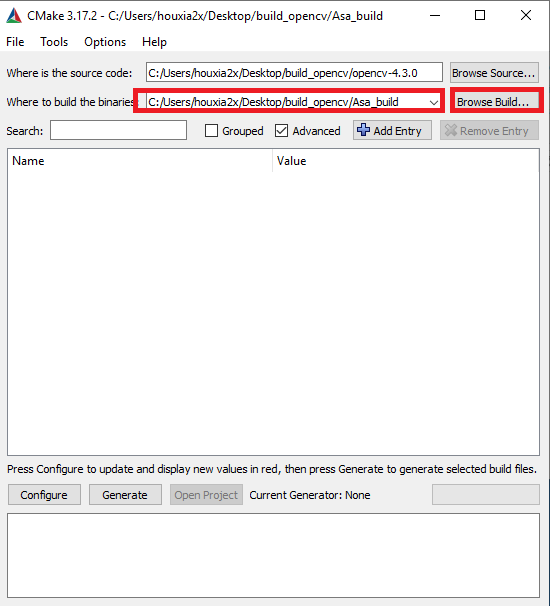 CMake 3.17.2 - C:/Users/houxia2x/Desktop/build_opencv/Asa_build
File Tools Options Help
Where is the source code: C:/Users/houxia2x/Desktop/build_opencv/opencv-4.3.0 Browse Source...
Where to build the binaries: C:/Users/houxia2x/Desktop/build_opencv/Asa_build Browse Build...
Search: Grouped Advanced Add Entry Remove Entry
Name Value
Press Configure to update and display new values in red, then press Generate to generate selected build files.
Configure Generate Open Project Current Generator: None